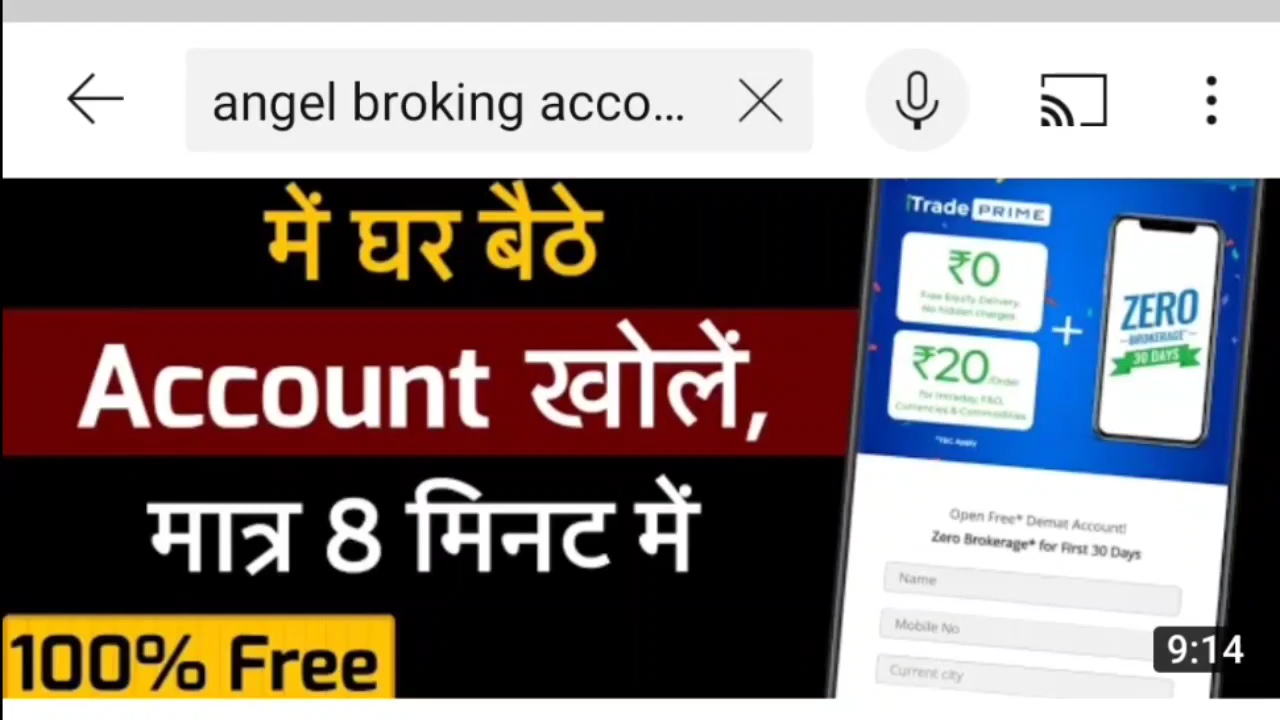 angel broking acco...
में घर बैठे
Account खोलें,
मात्र 8 मिनट में
100% Free
iTrade PRIME
₹0
Free Equity Delivery
No hidden charges
₹20 /Order
for Intraday, F&O,
Currencies & Commodities
*T&C Apply
+
ZERO
BROKERAGE*
30 DAYS
Open Free* Demat Account!
Zero Brokerage* for First 30 Days
Name
Mobile No
Current city
9:14